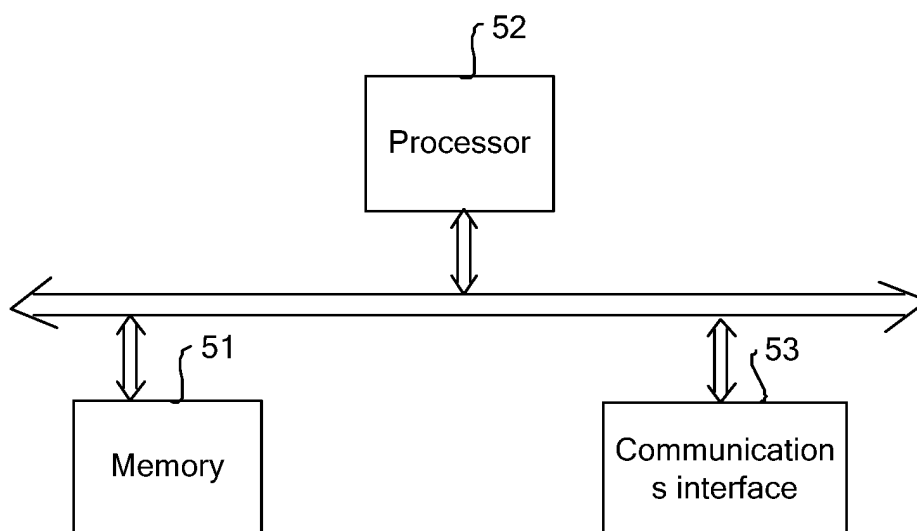 52
Processor
51
53
Memory
Communication
s interface